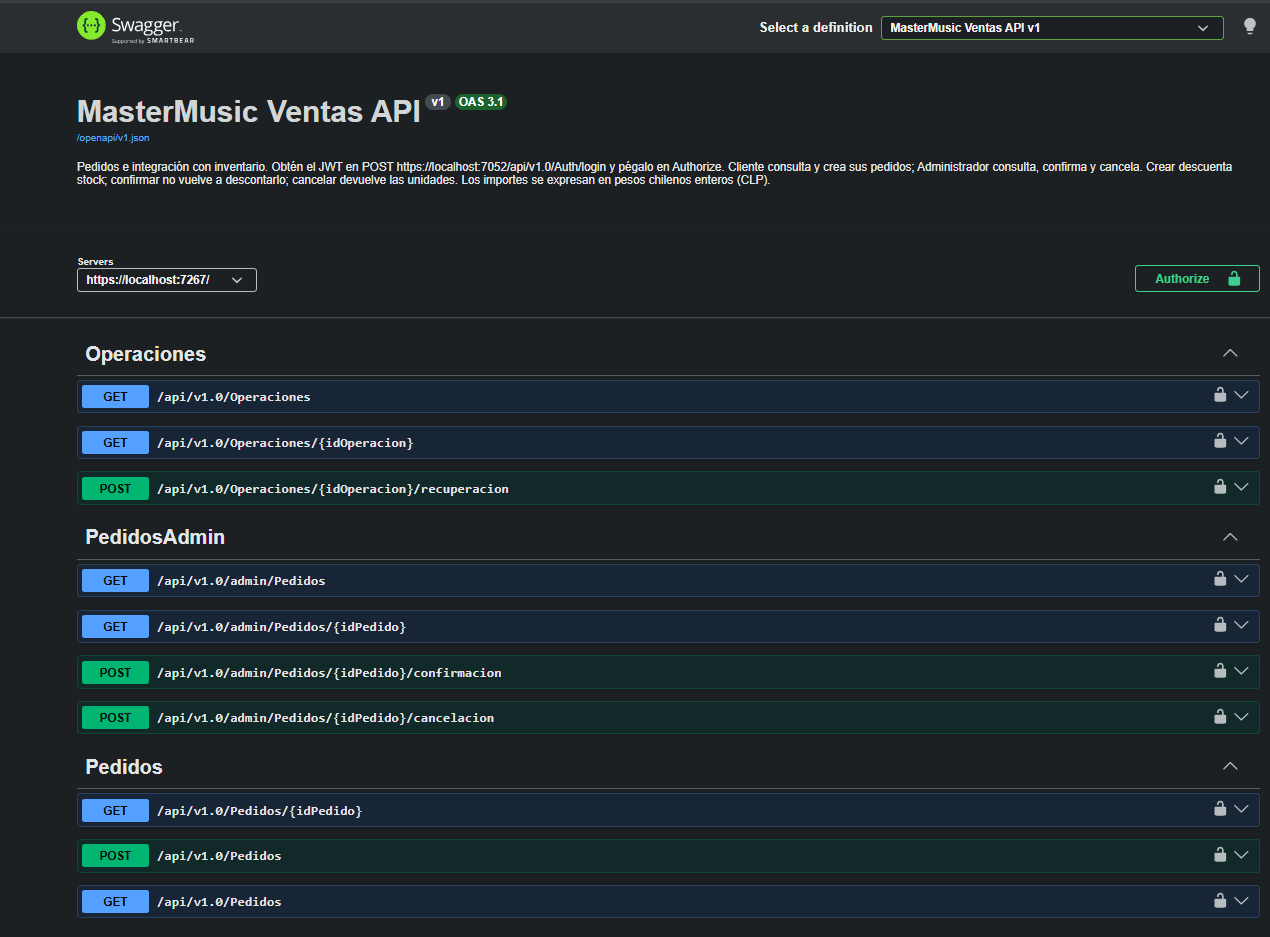 Swagger
Supported by SMARTBEAR
Select a definition
MasterMusic Ventas API v1
MasterMusic Ventas API v1 OAS 3.1
/openapi/v1.json
Pedidos e integración con inventario. Obtén el JWT en POST https://localhost:7052/api/v1.0/Auth/login y pégalo en Authorize. Cliente consulta y crea sus pedidos; Administrador consulta, confirma y cancela. Crear descuenta
stock; confirmar no vuelve a descontarlo; cancelar devuelve las unidades. Los importes se expresan en pesos chilenos enteros (CLP).
Servers
https://localhost:7267/
Authorize
Operaciones
GET /api/v1.0/Operaciones
GET /api/v1.0/Operaciones/{idOperacion}
POST /api/v1.0/Operaciones/{idOperacion}/recuperacion
PedidosAdmin
GET /api/v1.0/admin/Pedidos
GET /api/v1.0/admin/Pedidos/{idPedido}
POST /api/v1.0/admin/Pedidos/{idPedido}/confirmacion
POST /api/v1.0/admin/Pedidos/{idPedido}/cancelacion
Pedidos
GET /api/v1.0/Pedidos/{idPedido}
POST /api/v1.0/Pedidos
GET /api/v1.0/Pedidos